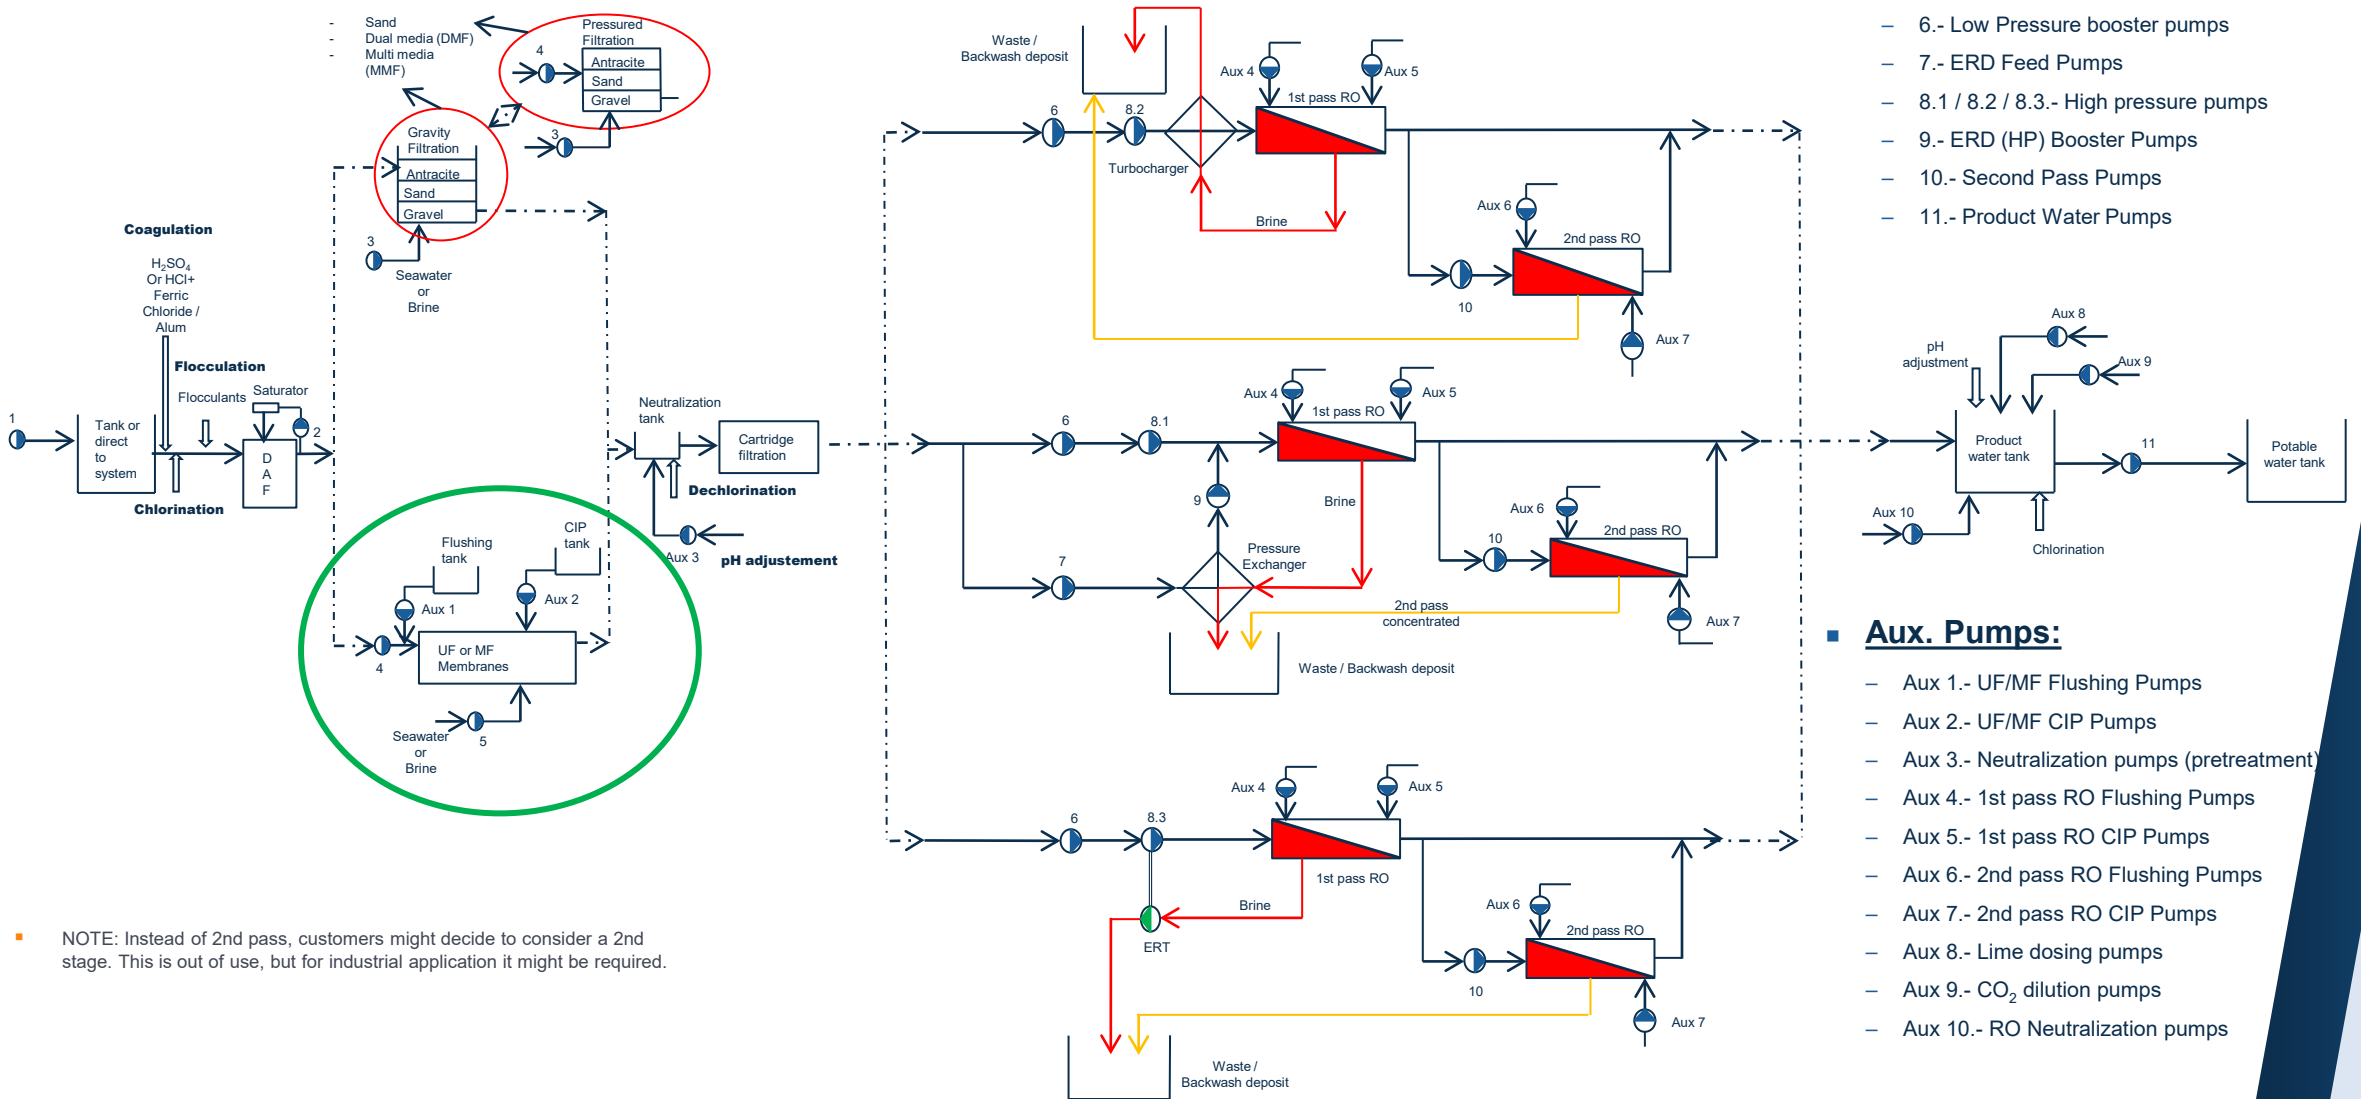 - Sand
- Dual media (DMF)
- Multi media
(MMF)
Pressured
Filtration
4
Antracite
Sand
Gravel
3
Gravity
Filtration
Antracite
Sand
Gravel
3
Seawater
or
Brine
Coagulation
H₂SO₄
Or HCl+
Ferric
Chloride /
Alum
Flocculation
Flocculants
Saturator
1
2
Tank or
direct
to
system
D
A
F
Chlorination
Neutralization
tank
Cartridge
filtration
Dechlorination
Aux 3
pH adjustement
Flushing
tank
CIP
tank
Aux 1
Aux 2
4
UF or MF
Membranes
5
Seawater
or
Brine
NOTE: Instead of 2nd pass, customers might decide to consider a 2nd
stage. This is out of use, but for industrial application it might be required.
Waste /
Backwash deposit
6
8.2
Turbocharger
Aux 4
Aux 5
1st pass RO
Brine
Aux 6
2nd pass RO
10
Aux 7
6
8.1
Aux 4
Aux 5
1st pass RO
9
Brine
7
Pressure
Exchanger
Aux 6
2nd pass RO
10
2nd pass
concentrated
Aux 7
Waste / Backwash deposit
6
8.3
Aux 4
Aux 5
1st pass RO
Brine
ERT
Aux 6
2nd pass RO
10
Aux 7
Waste /
Backwash deposit
pH
adjustment
Aux 8
Aux 9
Product
water tank
11
Potable
water tank
Aux 10
Chlorination
– 6.- Low Pressure booster pumps
– 7.- ERD Feed Pumps
– 8.1 / 8.2 / 8.3.- High pressure pumps
– 9.- ERD (HP) Booster Pumps
– 10.- Second Pass Pumps
– 11.- Product Water Pumps
Aux. Pumps:
– Aux 1.- UF/MF Flushing Pumps
– Aux 2.- UF/MF CIP Pumps
– Aux 3.- Neutralization pumps (pretreatment)
– Aux 4.- 1st pass RO Flushing Pumps
– Aux 5.- 1st pass RO CIP Pumps
– Aux 6.- 2nd pass RO Flushing Pumps
– Aux 7.- 2nd pass RO CIP Pumps
– Aux 8.- Lime dosing pumps
– Aux 9.- CO₂ dilution pumps
– Aux 10.- RO Neutralization pumps